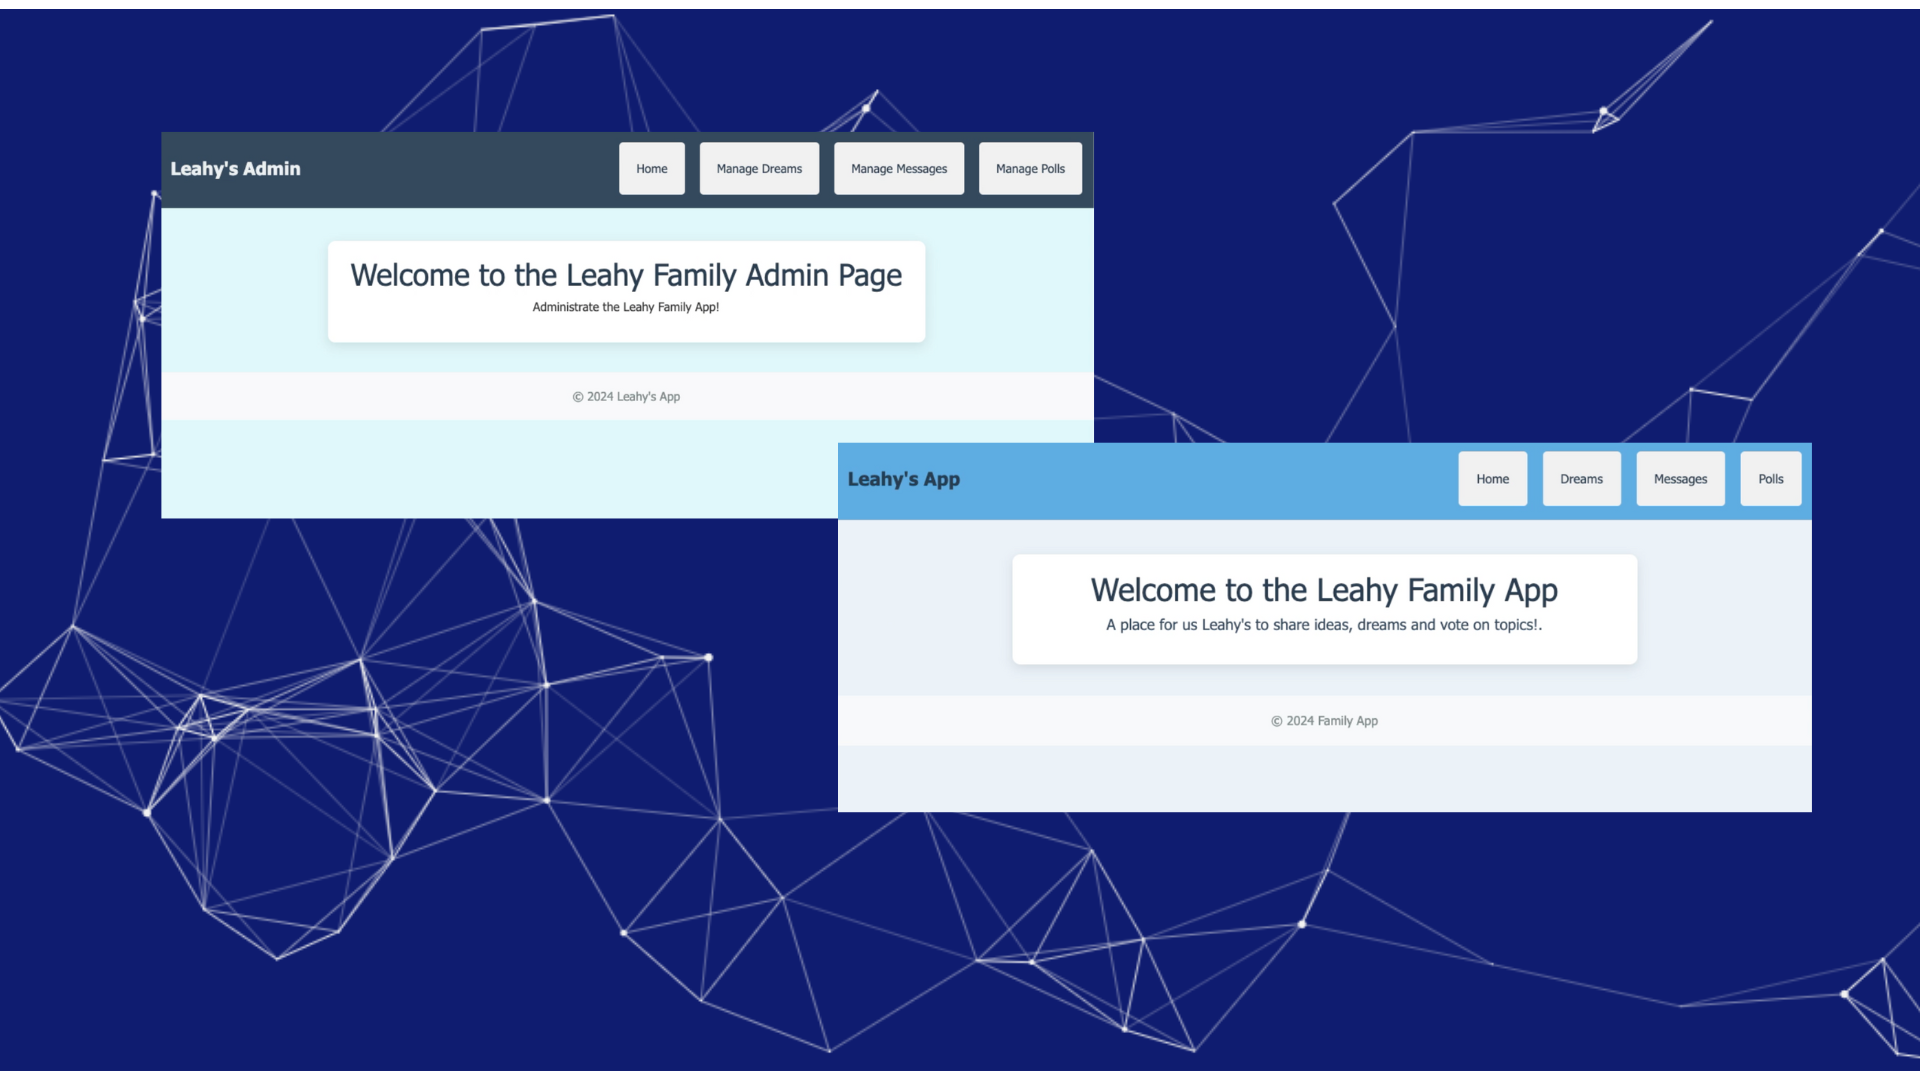 Leahy's Admin
Home
Manage Dreams
Manage Messages
Manage Polls
Welcome to the Leahy Family Admin Page
Administrate the Leahy Family App!
© 2024 Leahy's App
Leahy's App
Home
Dreams
Messages
Polls
Welcome to the Leahy Family App
A place for us Leahy's to share ideas, dreams and vote on topics!.
© 2024 Family App